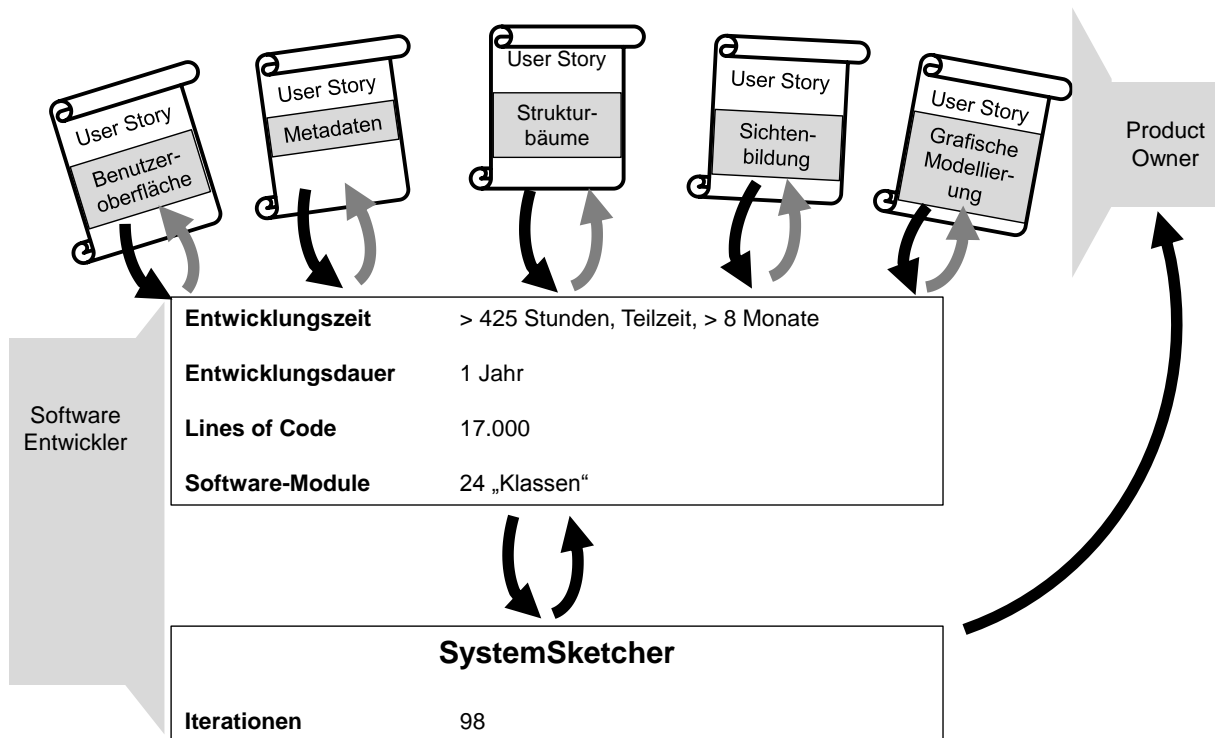 User Story
Benutzer-
oberfläche
User Story
Metadaten
User Story
Struktur-
bäume
User Story
Sichten-
bildung
User Story
Grafische
Modellier-
ung
Product
Owner
Software
Entwickler
Entwicklungszeit > 425 Stunden, Teilzeit, > 8 Monate
Entwicklungsdauer 1 Jahr
Lines of Code 17.000
Software-Module 24 „Klassen“
SystemSketcher
Iterationen 98